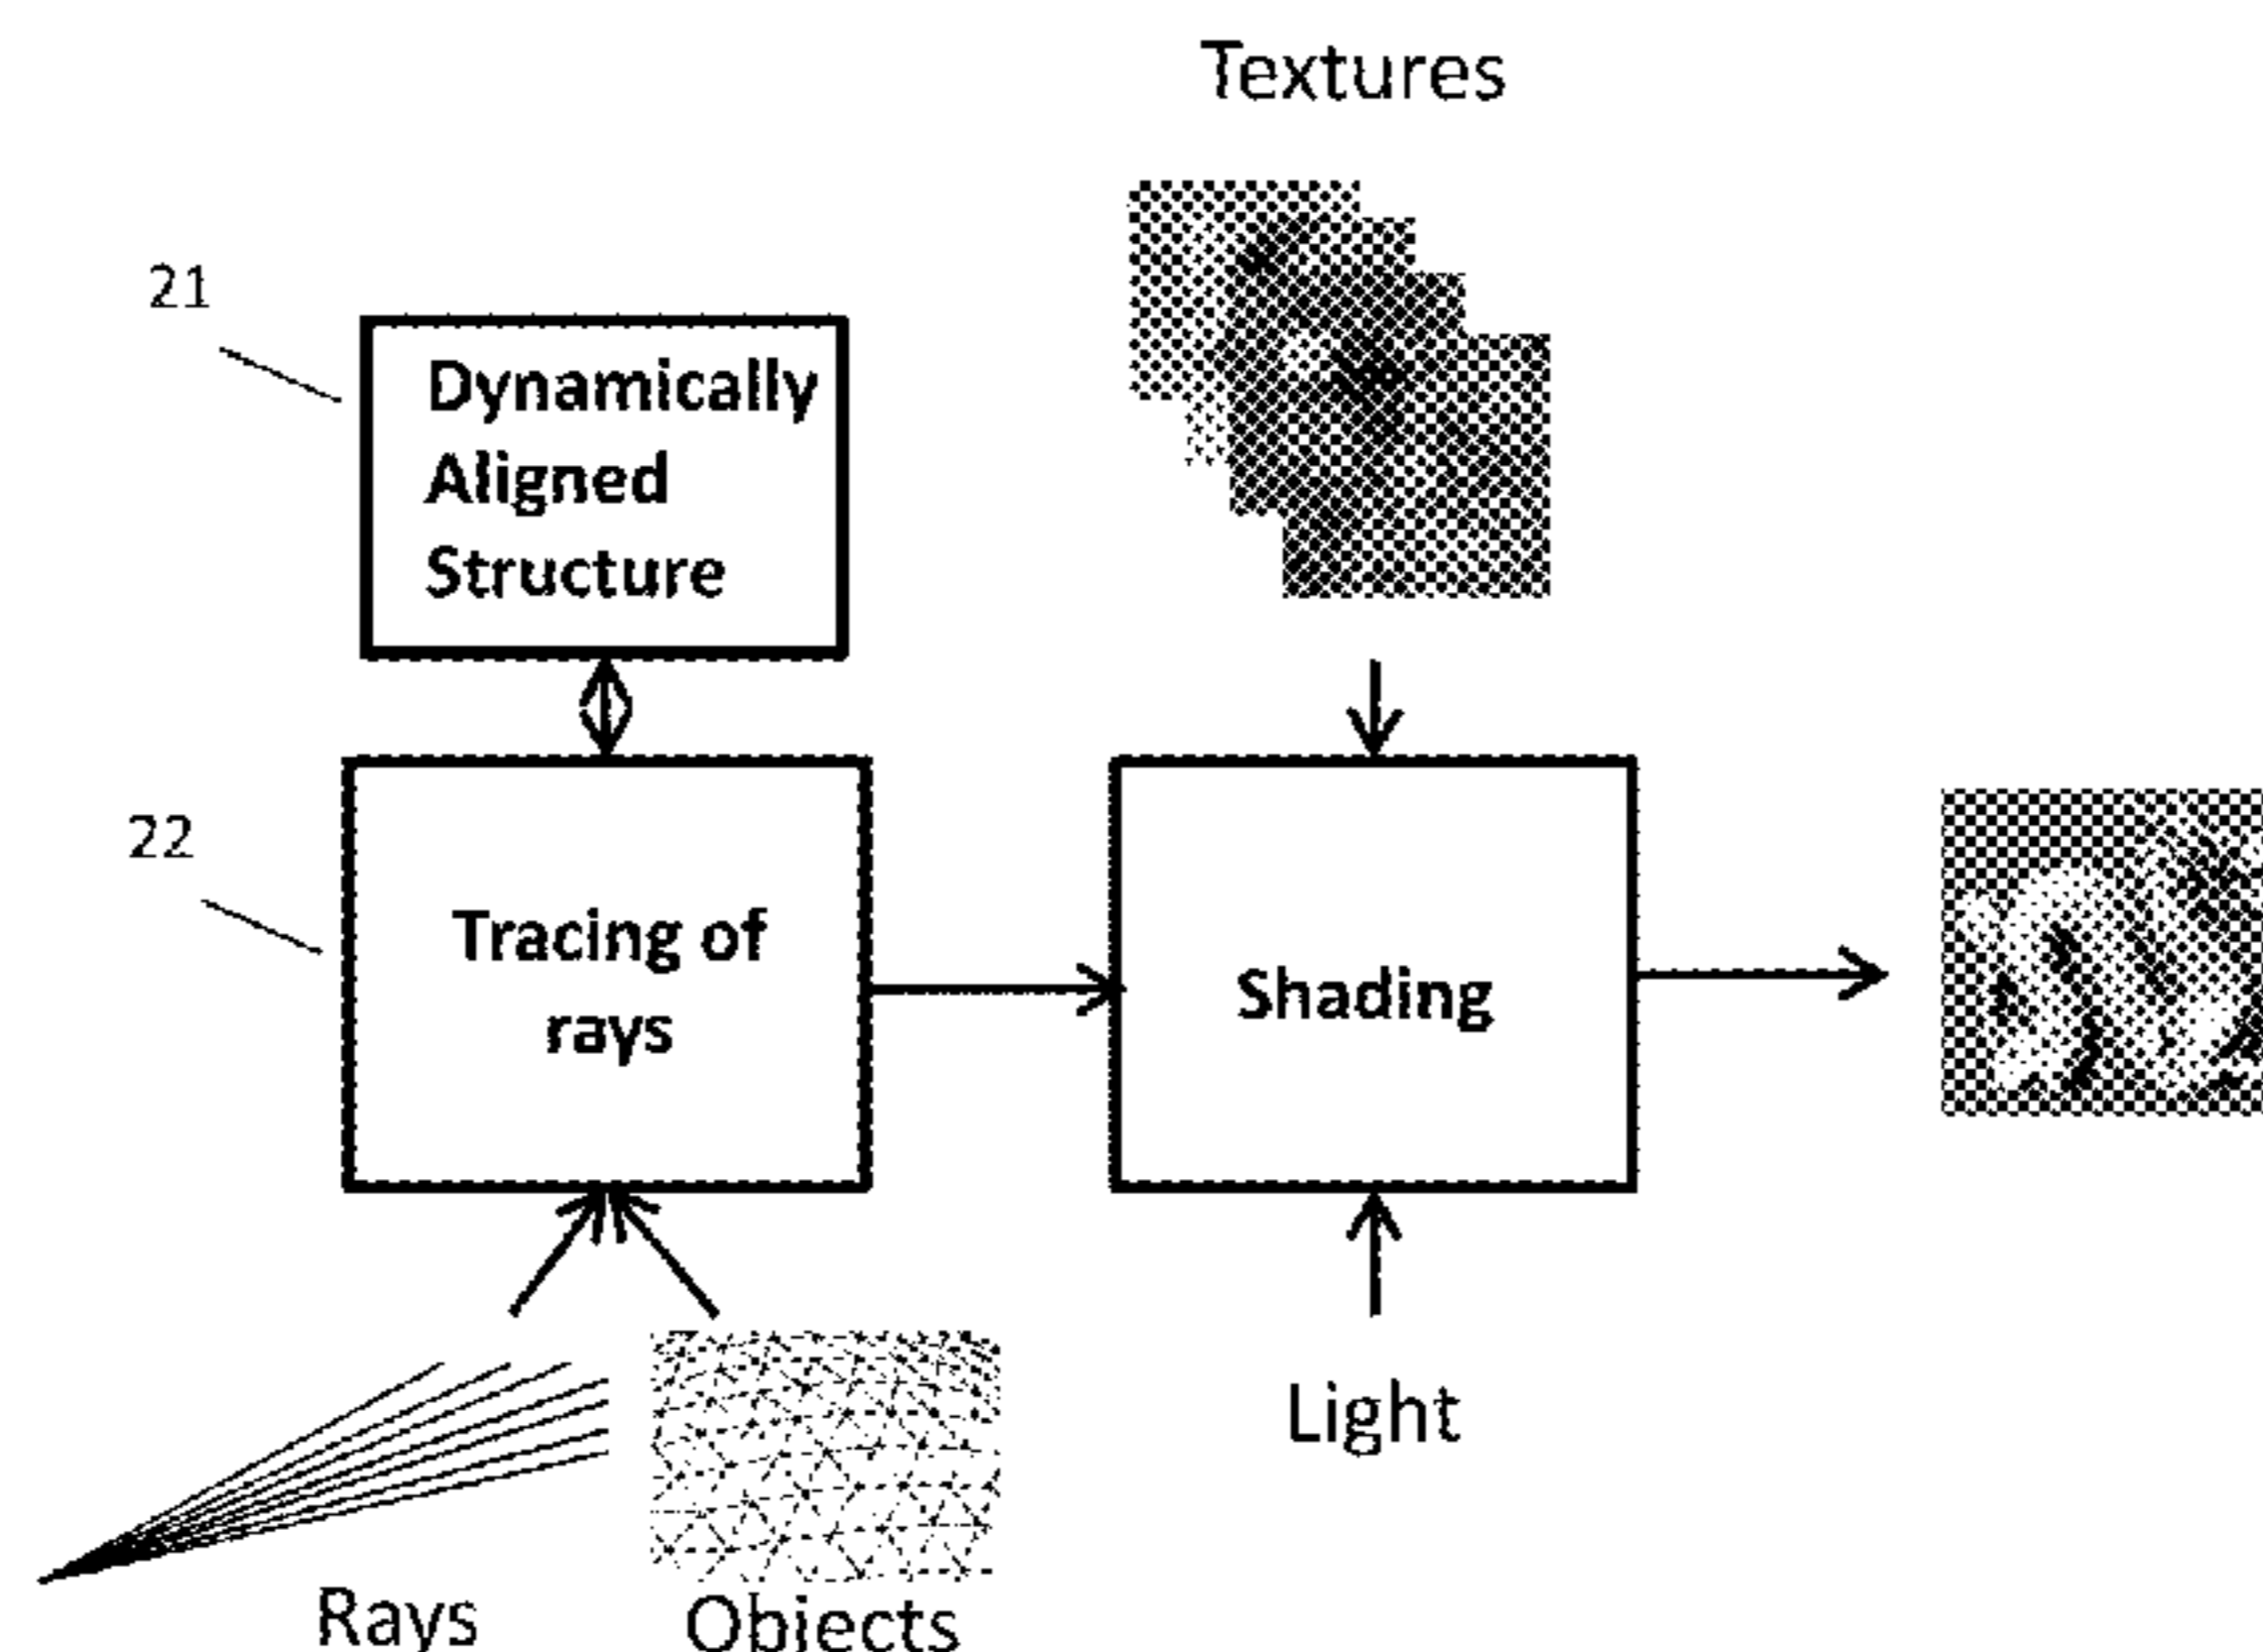 Textures
21
Dynamically
Aligned
Structure
22
Tracing of
rays
Shading
Light
Rays
Objects